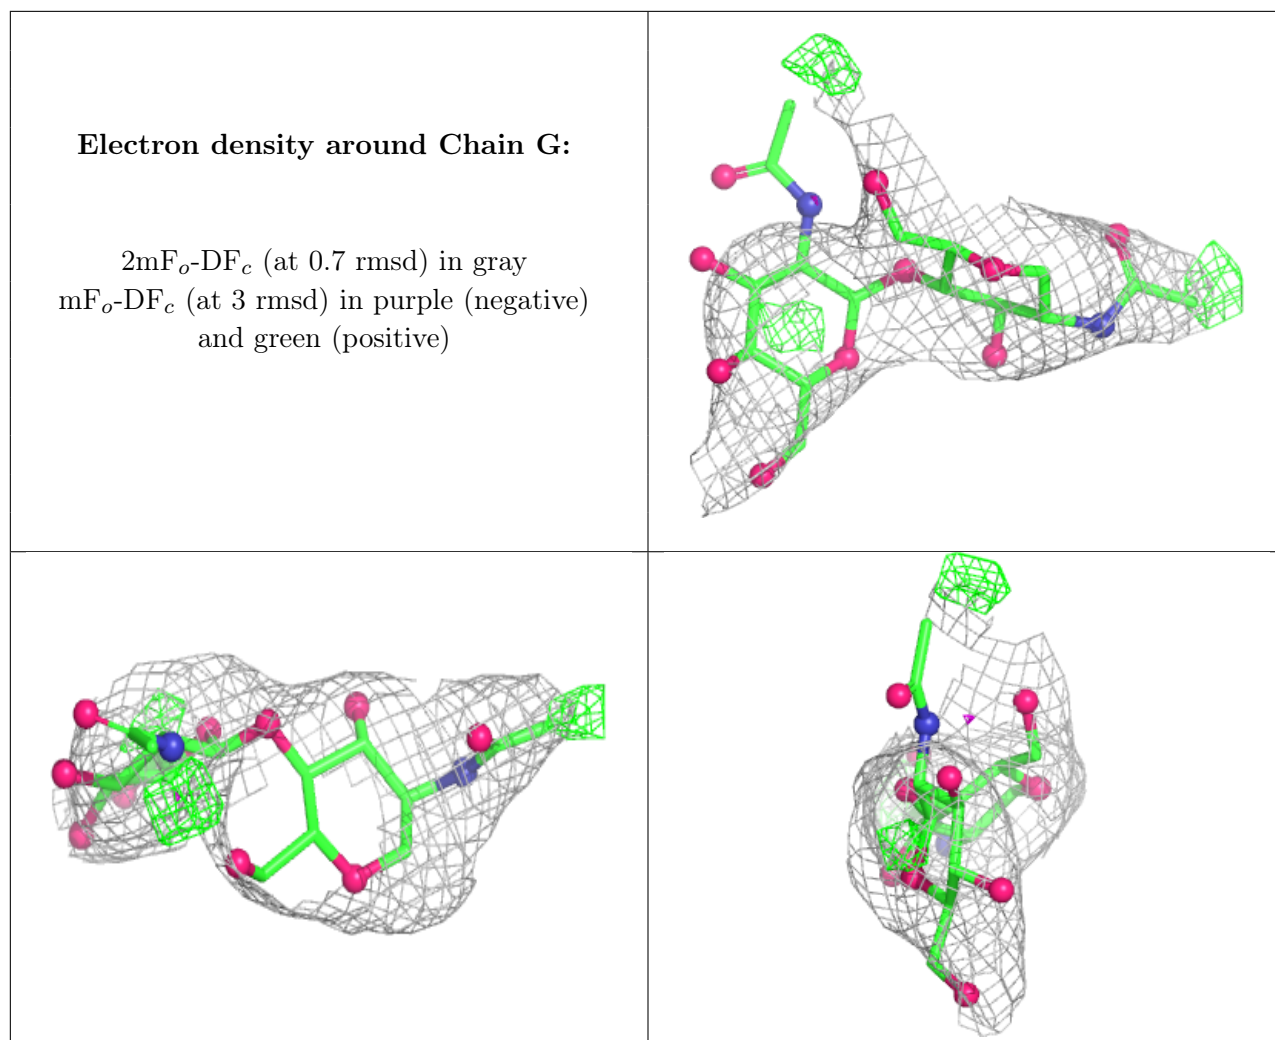 Electron density around Chain G:
2mFo-DFc (at 0.7 rmsd) in gray
mFo-DFc (at 3 rmsd) in purple (negative)
and green (positive)